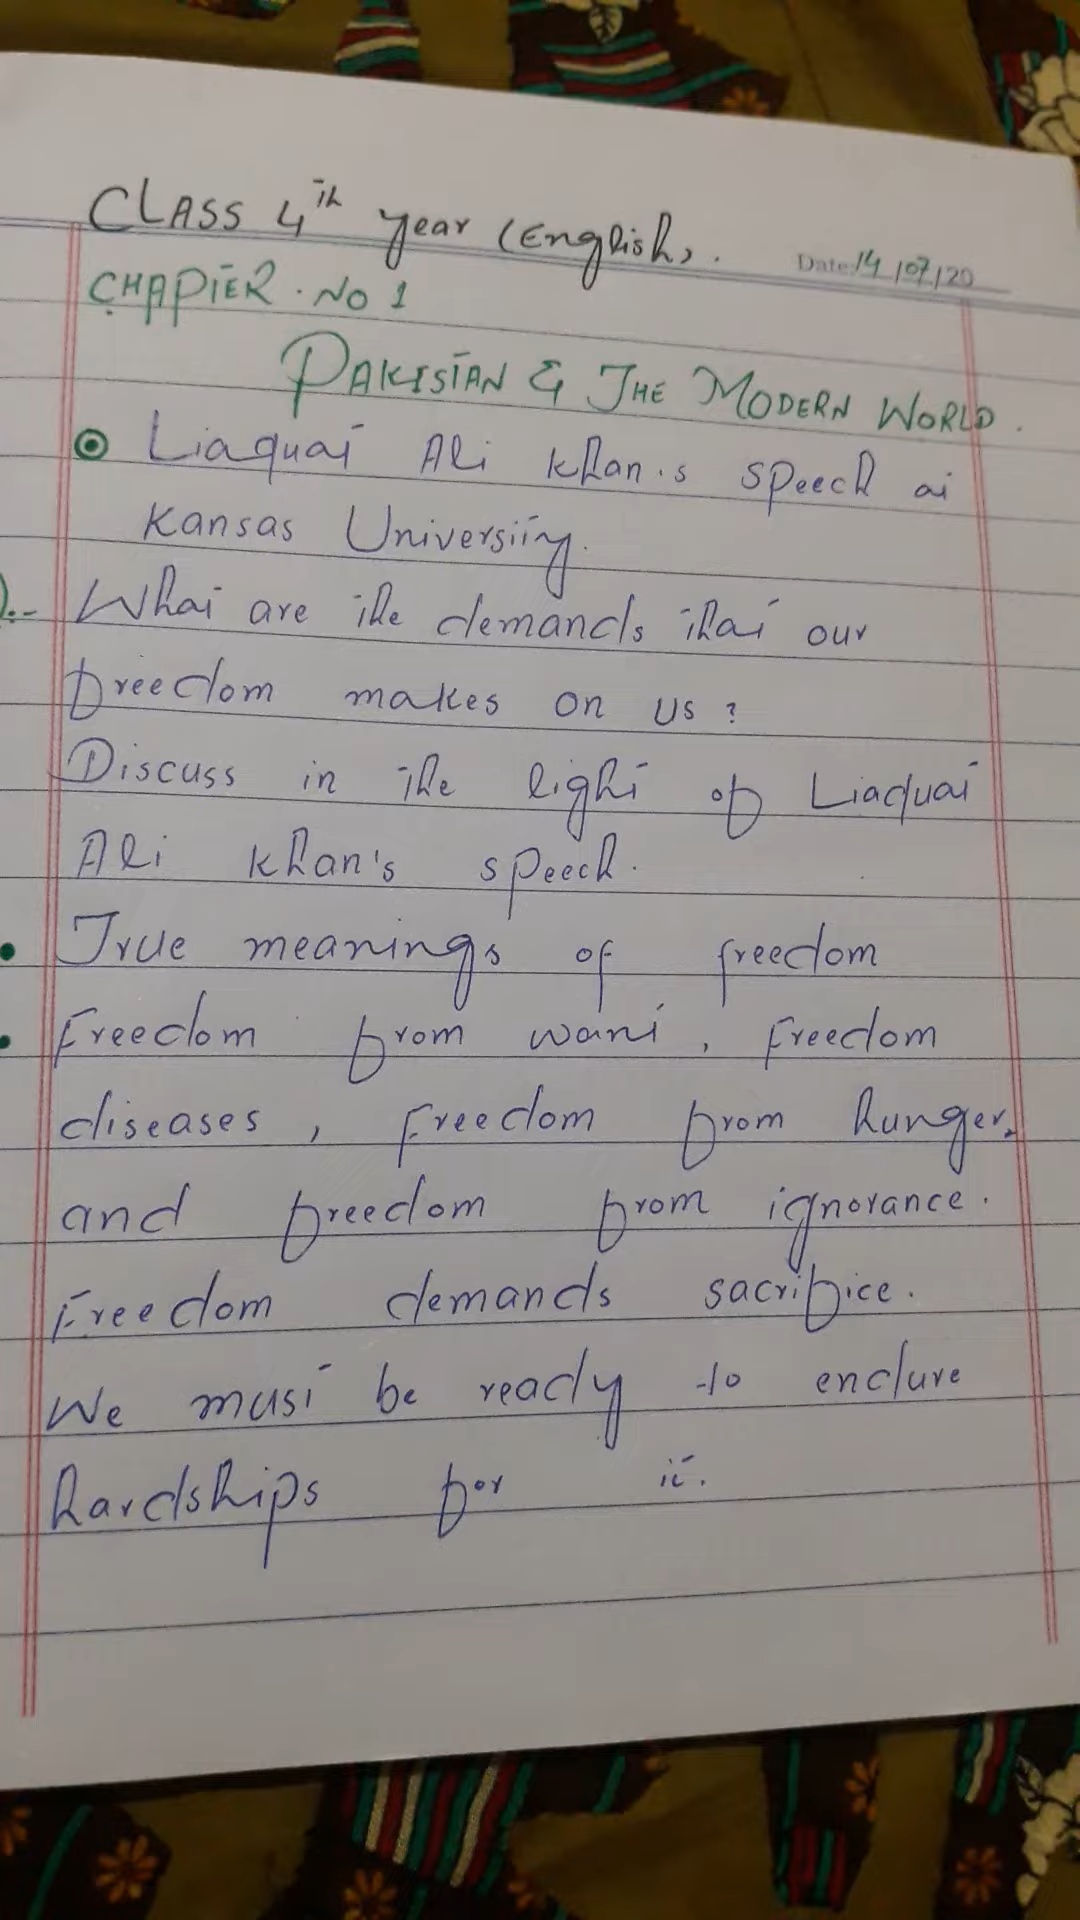 CLASS 4th year (English).
Date: 14/07/20
CHAPTER. No 1
PAKISTAN & THE MODERN WORLD.
Liaquat Ali Khan's speech at
Kansas University.
What are the demands that our
freedom makes on us?
Discuss in the light of Liaquat
Ali Khan's speech.
True meanings of freedom
Freedom from want, Freedom
diseases, Freedom from hunger,
and freedom from ignorance.
Freedom demands sacrifice.
We must be ready to endure
hardships for it.